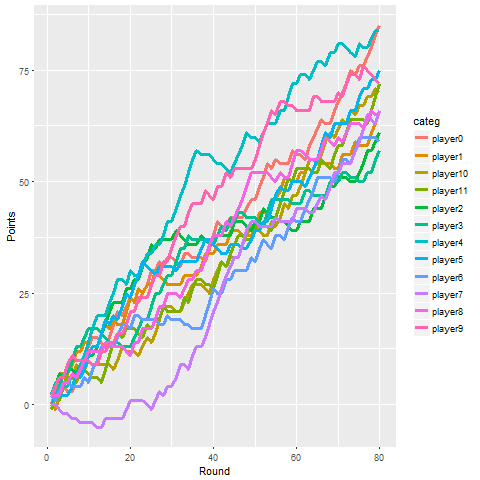 75
50
25
0
Points
0
20
40
60
80
Round
categ
player0
player1
player10
player11
player2
player3
player4
player5
player6
player7
player8
player9